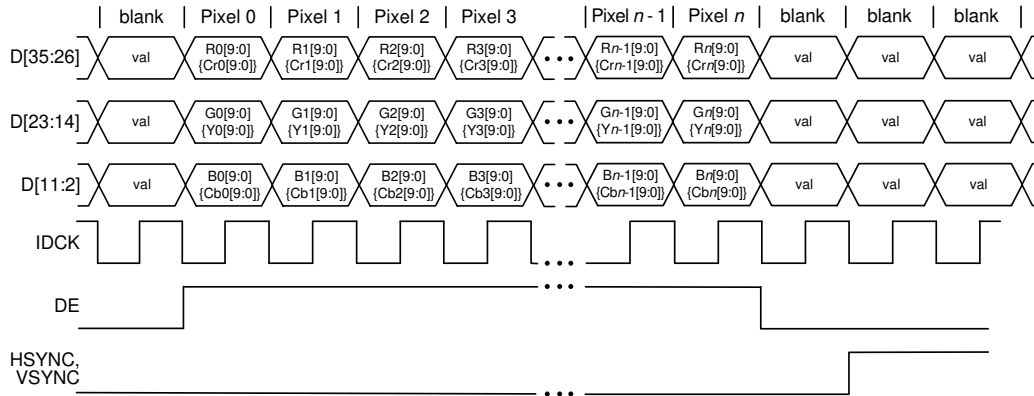 blank Pixel 0 Pixel 1 Pixel 2 Pixel 3 Pixel n - 1 Pixel n blank blank blank
D[35:26] val R0[9:0] R1[9:0] R2[9:0] R3[9:0] Rn-1[9:0] Rn[9:0] val val val
{Cr0[9:0]} {Cr1[9:0]} {Cr2[9:0]} {Cr3[9:0]} {Crn-1[9:0]} {Crn[9:0]}
D[23:14] val G0[9:0] G1[9:0] G2[9:0] G3[9:0] Gn-1[9:0] Gn[9:0] val val val
{Y0[9:0]} {Y1[9:0]} {Y2[9:0]} {Y3[9:0]} {Yn-1[9:0]} {Yn[9:0]}
D[11:2] val B0[9:0] B1[9:0] B2[9:0] B3[9:0] Bn-1[9:0] Bn[9:0] val val val
{Cb0[9:0]} {Cb1[9:0]} {Cb2[9:0]} {Cb3[9:0]} {Cbn-1[9:0]} {Cbn[9:0]}
IDCK
DE
HSYNC,
VSYNC